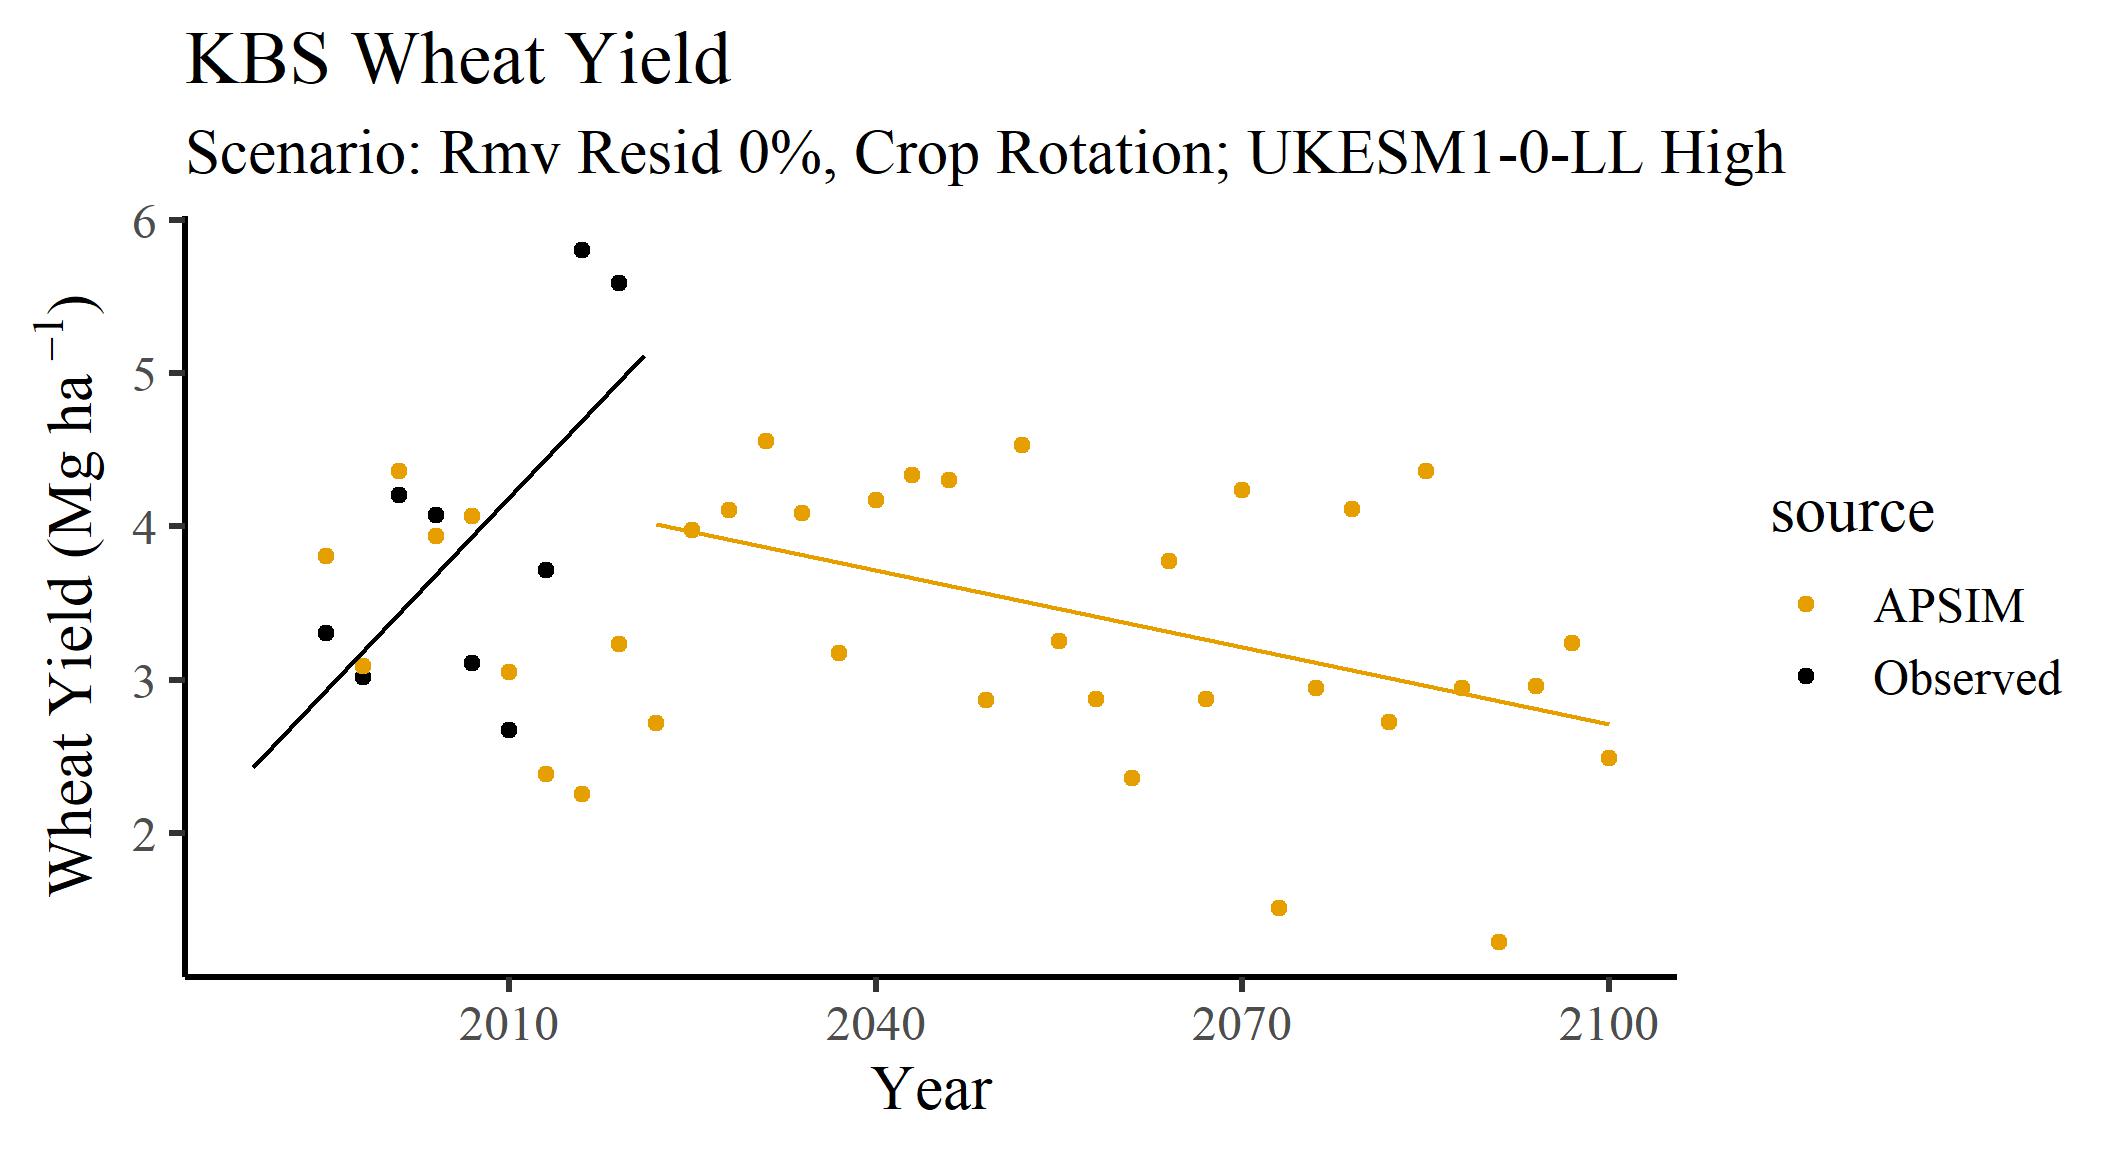 KBS Wheat Yield
Scenario: Rmv Resid 0%, Crop Rotation; UKESM1-0-LL High
Wheat Yield (Mg ha −1)
6
5
4
3
2
2010 2040 2070 2100
Year
source
APSIM
Observed